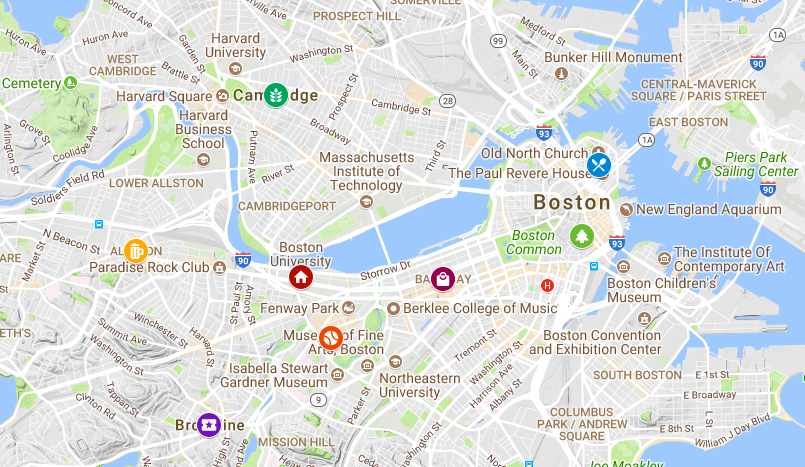 SOMERVILLE
PROSPECT HILL
Huron Ave
Huron Ave
WEST
CAMBRIDGE
Garden St
Brattle St
Harvard
University
Washington St
99
Medford St
Main St
1A
Bunker Hill Monument
90
Cemetery
Harvard Square
Cambridge
Prospect St
Cambridge St
28
CENTRAL-MAVERICK
SQUARE / PARIS STREET
Arlington St
Grove St
Coolidge Ave
Harvard
Business
School
Broadway
Putnam Ave
93
1A
EAST BOSTON
Third St
Old North Church
The Paul Revere House
Piers Park
Sailing Center
90
Massachusetts
Institute of
Technology
River St
Soldiers Field Rd
LOWER ALLSTON
CAMBRIDGEPORT
Boston
New England Aquarium
N Beacon St
Market St
Boston
Common
93
Boston
University
90
Paradise Rock Club
Storrow Dr
The Institute Of
Contemporary Art
Boston Children's
Museum
H
St Paul St
Amory St
Fenway Park
Berklee College of Music
Winchester St
Summit Ave
Harvard St
Washington St
Museum of Fine
Arts, Boston
Tremont St
Boston Convention
and Exhibition Center
Isabella Stewart
Gardner Museum
Northeastern
University
Washington St
Harrison Ave
Albany St
SOUTH BOSTON
E 1st St
E Broadway
Tappan St
Clinton Rd
9
Parker St
L St
E 8th St
William J Day Blvd
COLUMBUS
PARK / ANDREW
SQUARE
High St
MISSION HILL
Washington St
Joe Moakley